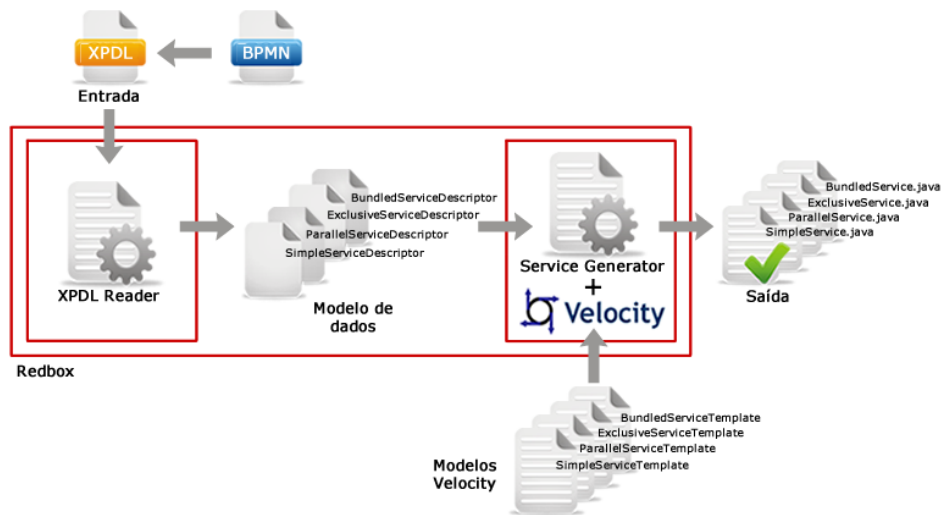 XPDL
BPMN
Entrada
XPDL Reader
BundledServiceDescriptor
ExclusiveServiceDescriptor
ParallelServiceDescriptor
SimpleServiceDescriptor
Modelo de
dados
Service Generator
+
Velocity
BundledService.java
ExclusiveService.java
ParallelService.java
SimpleService.java
Saída
Redbox
BundledServiceTemplate
ExclusiveServiceTemplate
ParallelServiceTemplate
SimpleServiceTemplate
Modelos
Velocity